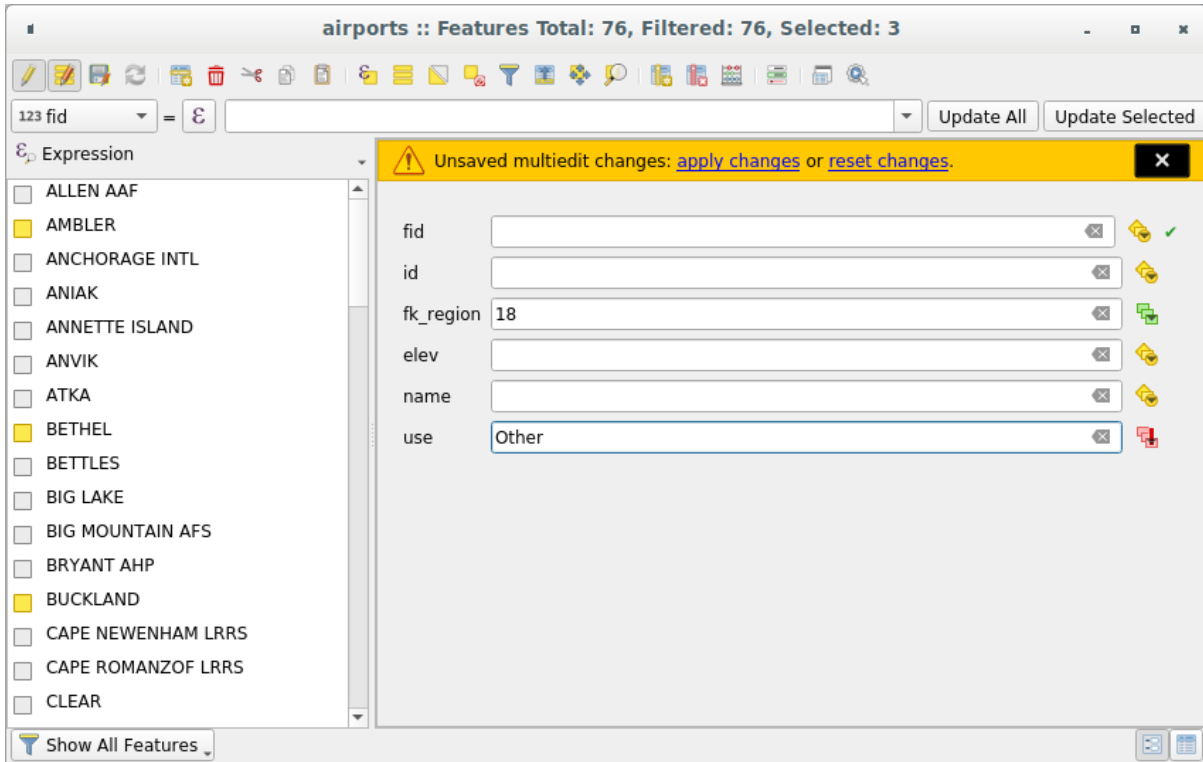 airports :: Features Total: 76, Filtered: 76, Selected: 3
123 fid = ε Update All Update Selected
Expression
Unsaved multiedit changes: apply changes or reset changes.
ALLEN AAF
AMBLER
ANCHORAGE INTL
ANIAK
ANNETTE ISLAND
ANVIK
ATKA
BETHEL
BETTLES
BIG LAKE
BIG MOUNTAIN AFS
BRYANT AHP
BUCKLAND
CAPE NEWENHAM LRRS
CAPE ROMANZOF LRRS
CLEAR
fid
id
fk_region 18
elev
name
use Other
Show All Features